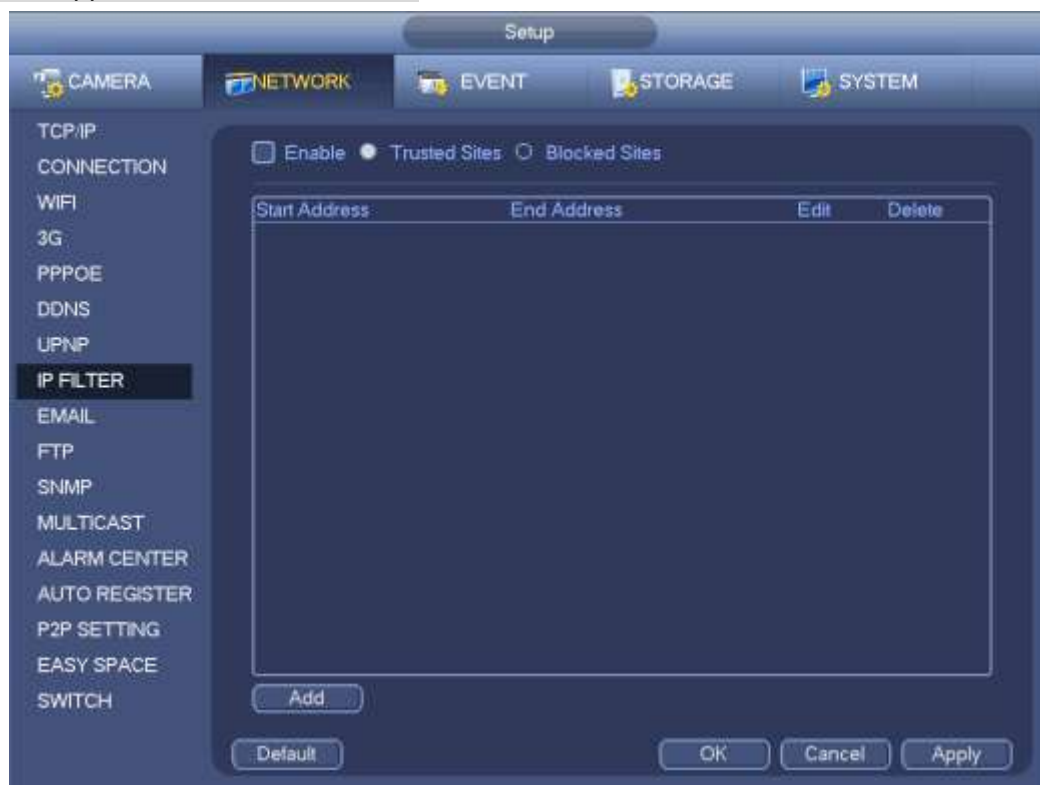 Setup
CAMERA NETWORK EVENT STORAGE SYSTEM
TCP/IP
CONNECTION
WIFI
3G
PPPOE
DDNS
UPNP
IP FILTER
EMAIL
FTP
SNMP
MULTICAST
ALARM CENTER
AUTO REGISTER
P2P SETTING
EASY SPACE
SWITCH
Enable Trusted Sites Blocked Sites
Start Address End Address Edit Delete
Add
Default OK Cancel Apply